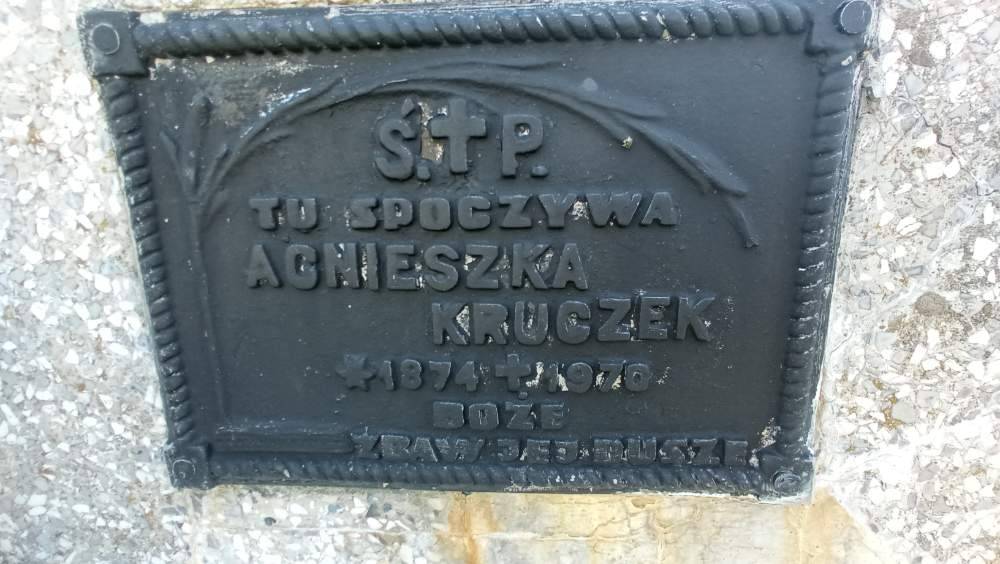 Ś.✝P.
TU SPOCZYWA
AGNIESZKA
KRUCZEK
*1874 ✝1970
BOŻE
ZBAW JEJ DUSZE